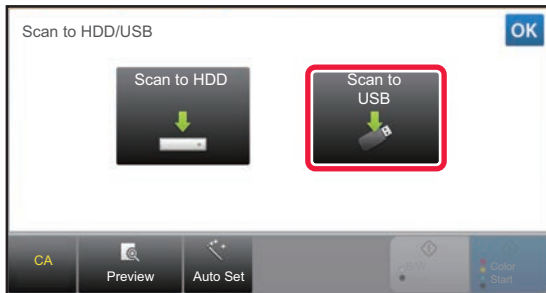 Scan to HDD/USB
OK
Scan to HDD
Scan to
USB
CA
Preview
Auto Set
B/W
Color
Start